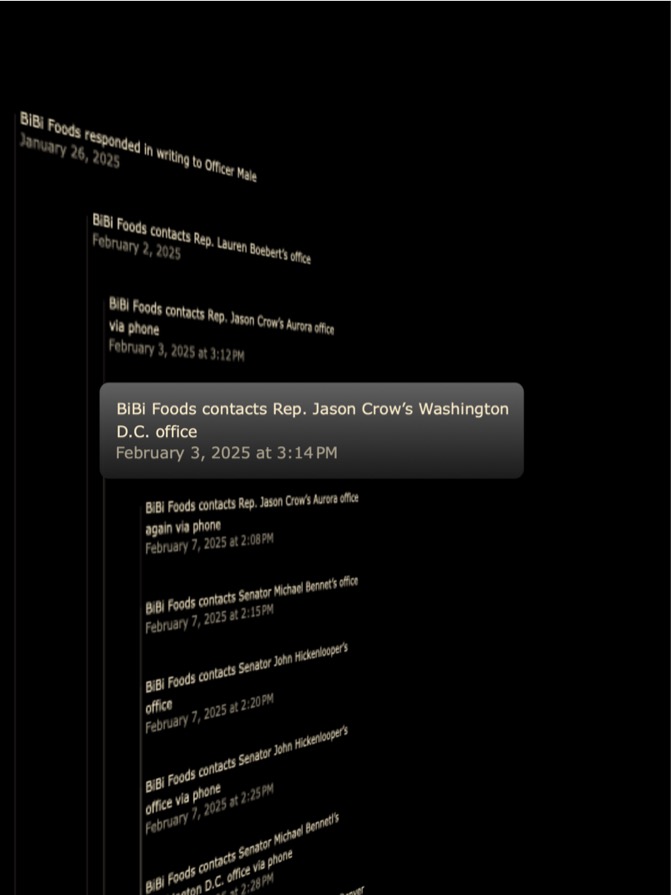 BiBi Foods responded in writing to Officer Male
January 26, 2025
BiBi Foods contacts Rep. Lauren Boebert's office
February 2, 2025
BiBi Foods contacts Rep. Jason Crow's Aurora office
via phone
February 3, 2025 at 3:12 PM
BiBi Foods contacts Rep. Jason Crow's Washington
D.C. office
February 3, 2025 at 3:14 PM
BiBi Foods contacts Rep. Jason Crow's Aurora office
again via phone
February 7, 2025 at 2:08 PM
BiBi Foods contacts Senator Michael Bennet's office
February 7, 2025 at 2:15 PM
BiBi Foods contacts Senator John Hickenlooper's
office
February 7, 2025 at 2:20 PM
BiBi Foods contacts Senator John Hickenlooper's
office via phone
February 7, 2025 at 2:25 PM
BiBi Foods contacts Senator Michael Bennetl's
D.C. office via phone
at 2:28 PM